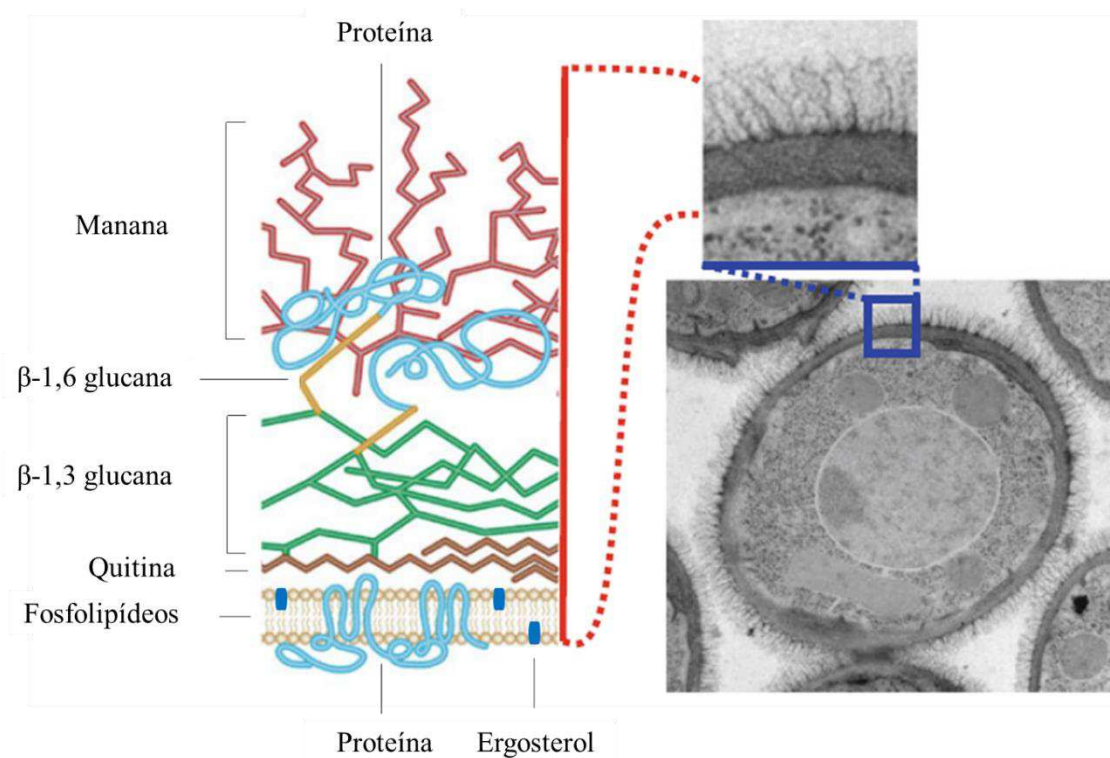 Proteína
Manana
β-1,6 glucana
β-1,3 glucana
Quitina
Fosfolipídeos
Proteína
Ergosterol